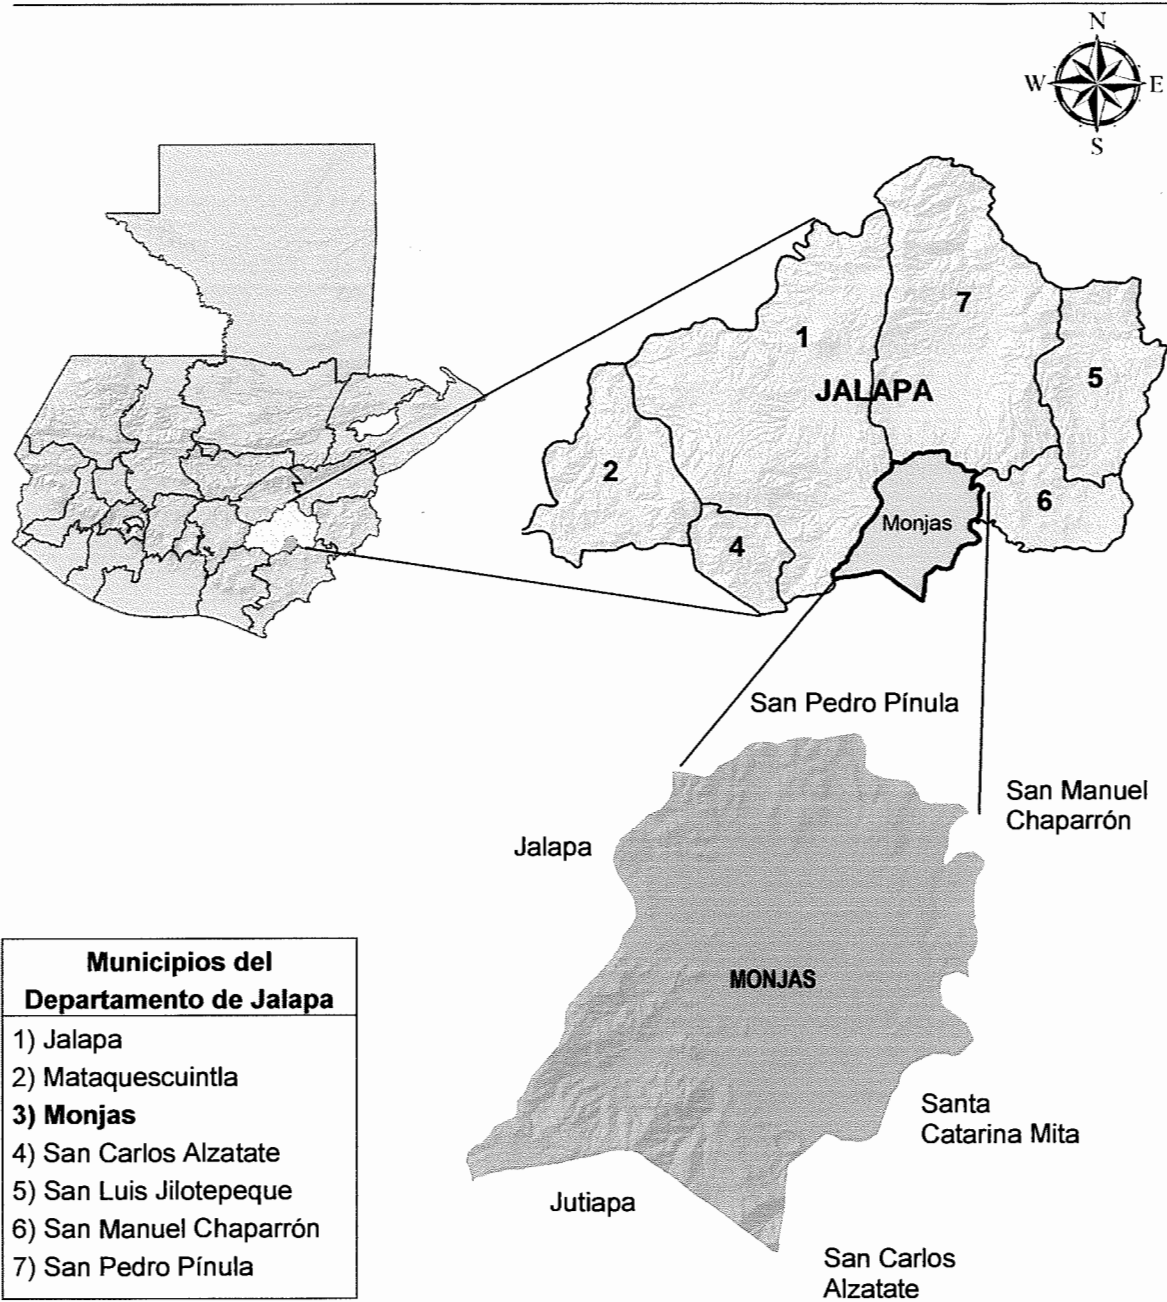 N
W
E
S
1
7
JALAPA
5
2
6
4
Monjas
San Pedro Pínula
San Manuel
Chaparrón
Jalapa
MONJAS
Santa
Catarina Mita
Jutiapa
San Carlos
Alzatate
Municipios del
Departamento de Jalapa
1) Jalapa
2) Mataquescuintla
3) Monjas
4) San Carlos Alzatate
5) San Luis Jilotepeque
6) San Manuel Chaparrón
7) San Pedro Pínula